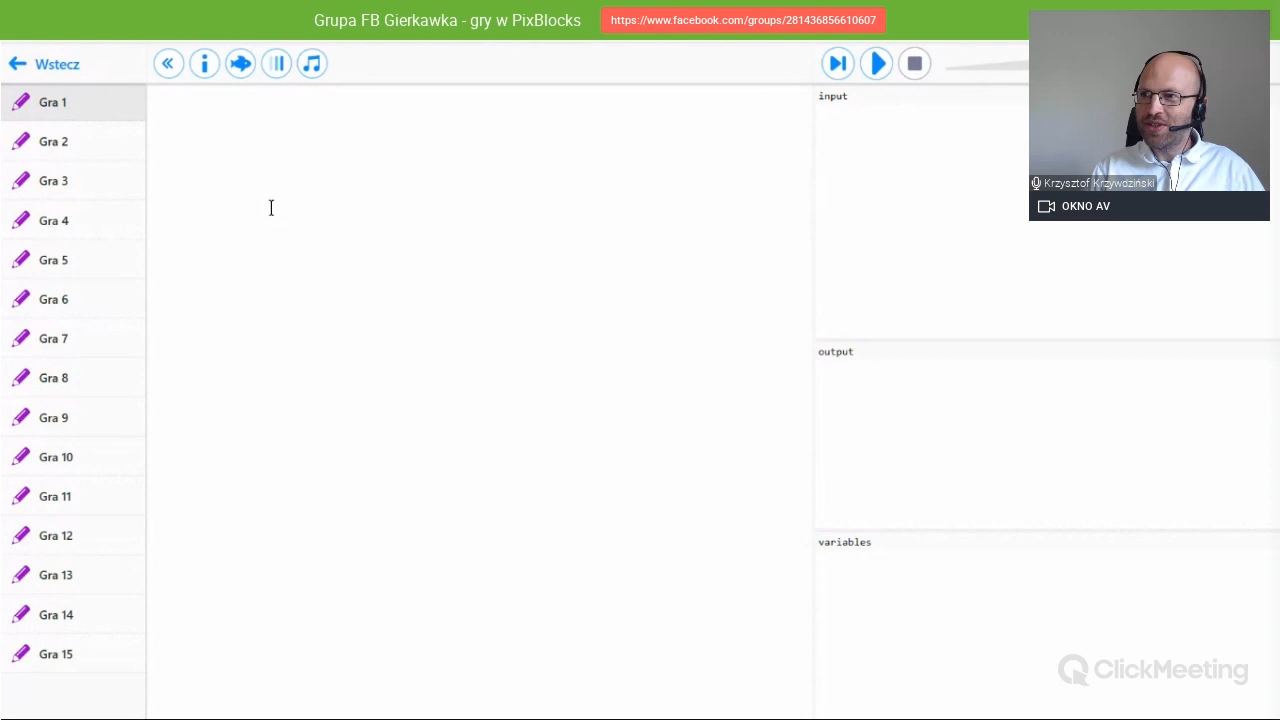 Grupa FB Gierkawka - gry w PixBlocks
https://www.facebook.com/groups/281436856610607
Wstecz
Gra 1
Gra 2
Gra 3
Gra 4
Gra 5
Gra 6
Gra 7
Gra 8
Gra 9
Gra 10
Gra 11
Gra 12
Gra 13
Gra 14
Gra 15
input
output
variables
Krzysztof Krzywdziński
OKNO AV
ClickMeeting